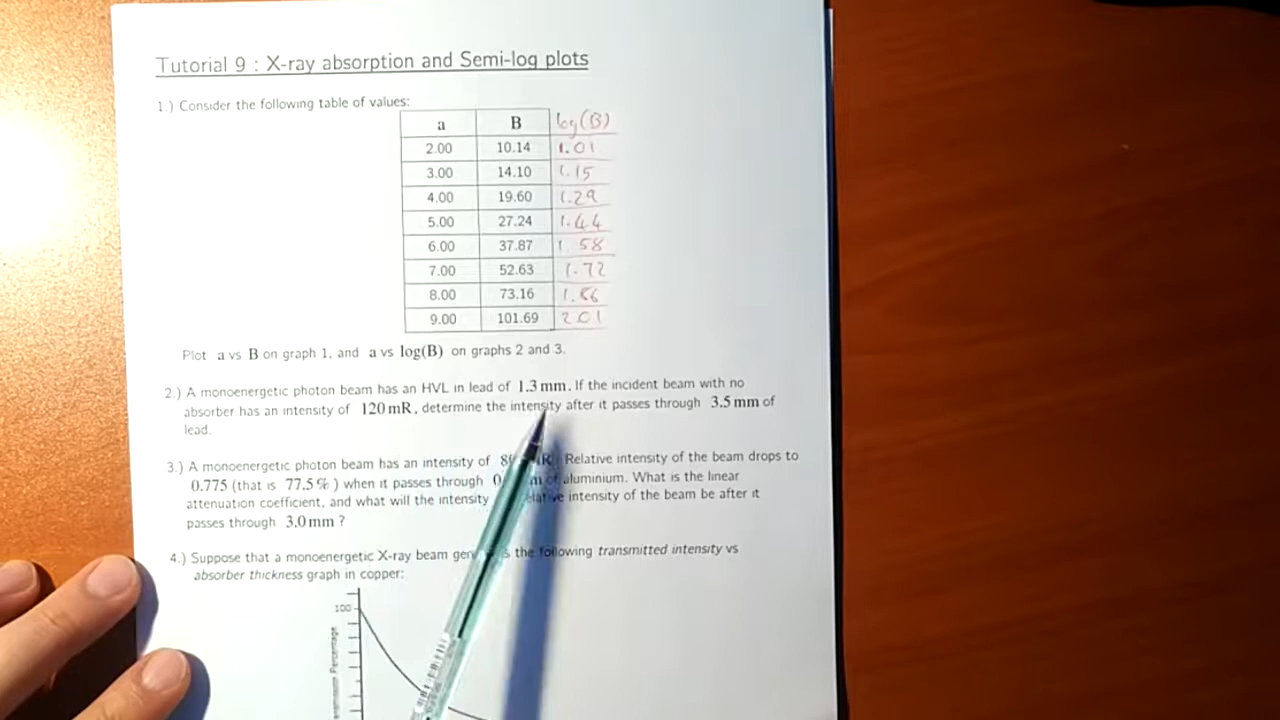 Tutorial 9 : X-ray absorption and Semi-log plots
1.) Consider the following table of values:
a B log(B)
2.00 10.14 1.01
3.00 14.10 1.15
4.00 19.60 1.29
5.00 27.24 1.44
6.00 37.87 1.58
7.00 52.63 1.72
8.00 73.16 1.86
9.00 101.69 2.01
Plot a vs B on graph 1, and a vs log(B) on graphs 2 and 3.
2.) A monoenergetic photon beam has an HVL in lead of 1.3 mm. If the incident beam with no
absorber has an intensity of 120 mR, determine the intensity after it passes through 3.5 mm of
lead.
3.) A monoenergetic photon beam has an intensity of Relative intensity of the beam drops to
0.775 (that is 77.5 % ) when it passes through of aluminium. What is the linear
attenuation coefficient, and what will the intensity relative intensity of the beam be after it
passes through 3.0 mm ?
4.) Suppose that a monoenergetic X-ray beam the following transmitted intensity vs
absorber thickness graph in copper:
100
Percentage